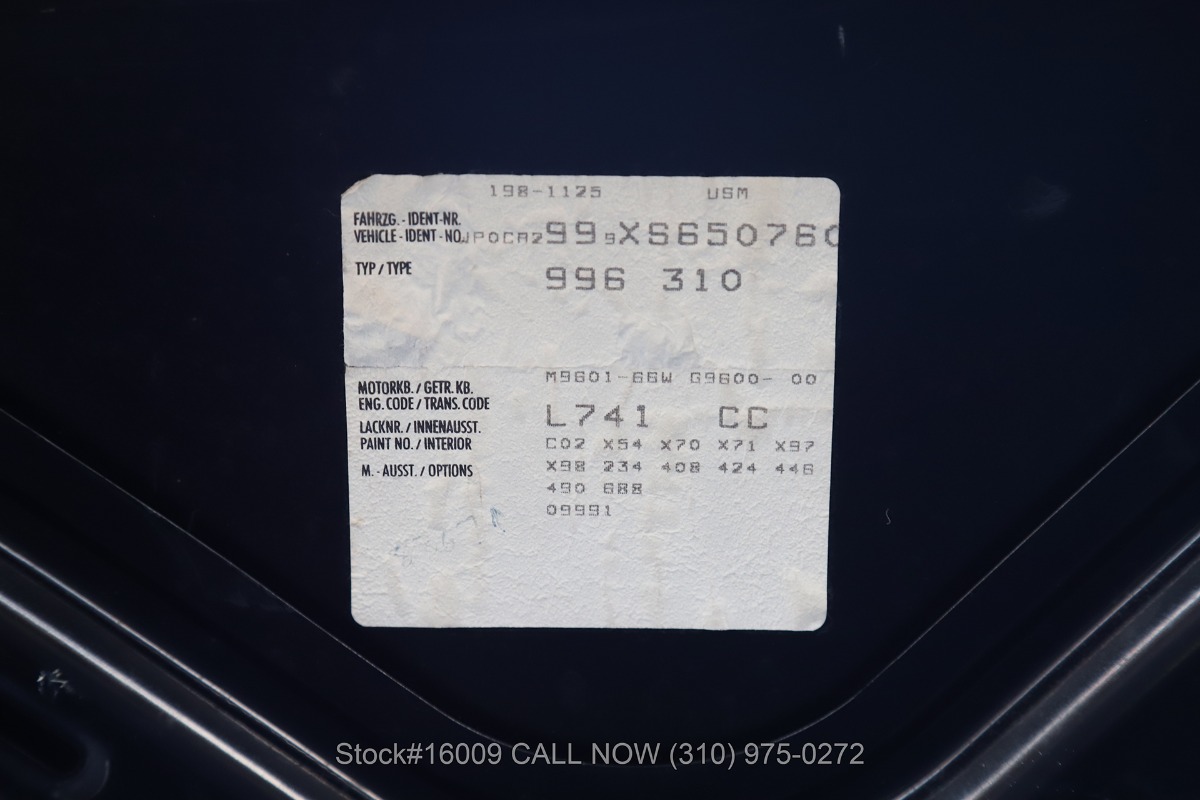 198-1125 USM
FAHRZG.-IDENT-NR.
VEHICLE-IDENT-NO. WP0CA2999XS650760
TYP / TYPE 996 310
MOTORKB. / GETR. KB. M9601-66W G9600- 00
ENG. CODE / TRANS. CODE
LACKNR. / INNENAUSST. L741 CC
PAINT NO. / INTERIOR C02 X54 X70 X71 X97
M. - AUSST. / OPTIONS X98 234 408 424 446
490 688
09991
Stock#16009 CALL NOW (310) 975-0272